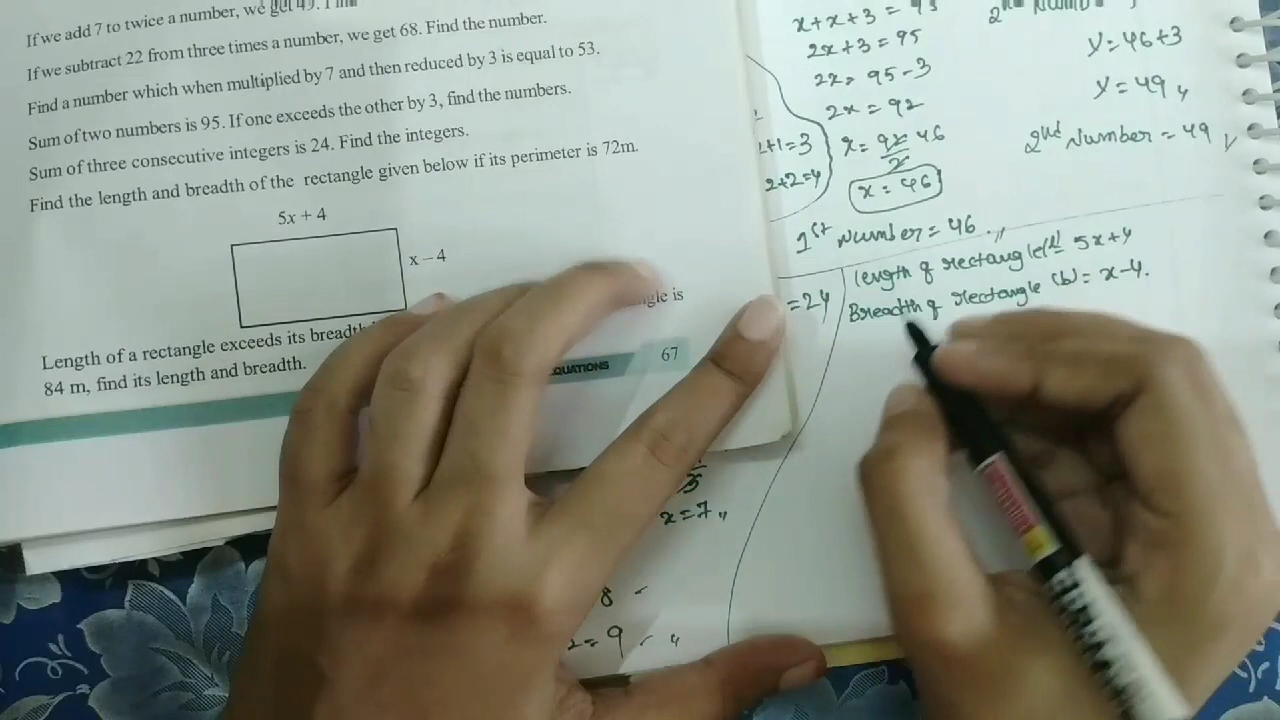 If we add 7 to twice a number, we get 49.
If we subtract 22 from three times a number, we get 68. Find the number.
Find a number which when multiplied by 7 and then reduced by 3 is equal to 53.
Sum of two numbers is 95. If one exceeds the other by 3, find the numbers.
Sum of three consecutive integers is 24. Find the integers.
Find the length and breadth of the rectangle given below if its perimeter is 72m.
5x + 4
x – 4
Length of a rectangle exceeds its breadth
is
84 m, find its length and breadth.
EQUATIONS
67
x+x+3 = 95
2x+3 = 95
2x = 95-3
2x = 92
x = 46
x = 46
1st Number = 46
y=46+3
y=49
2nd Number = 49
+1=3
2+2=4
=24
length of rectangle(l) = 5x+4
Breadth of rectangle (b) = x-4.
x=7
8
=9